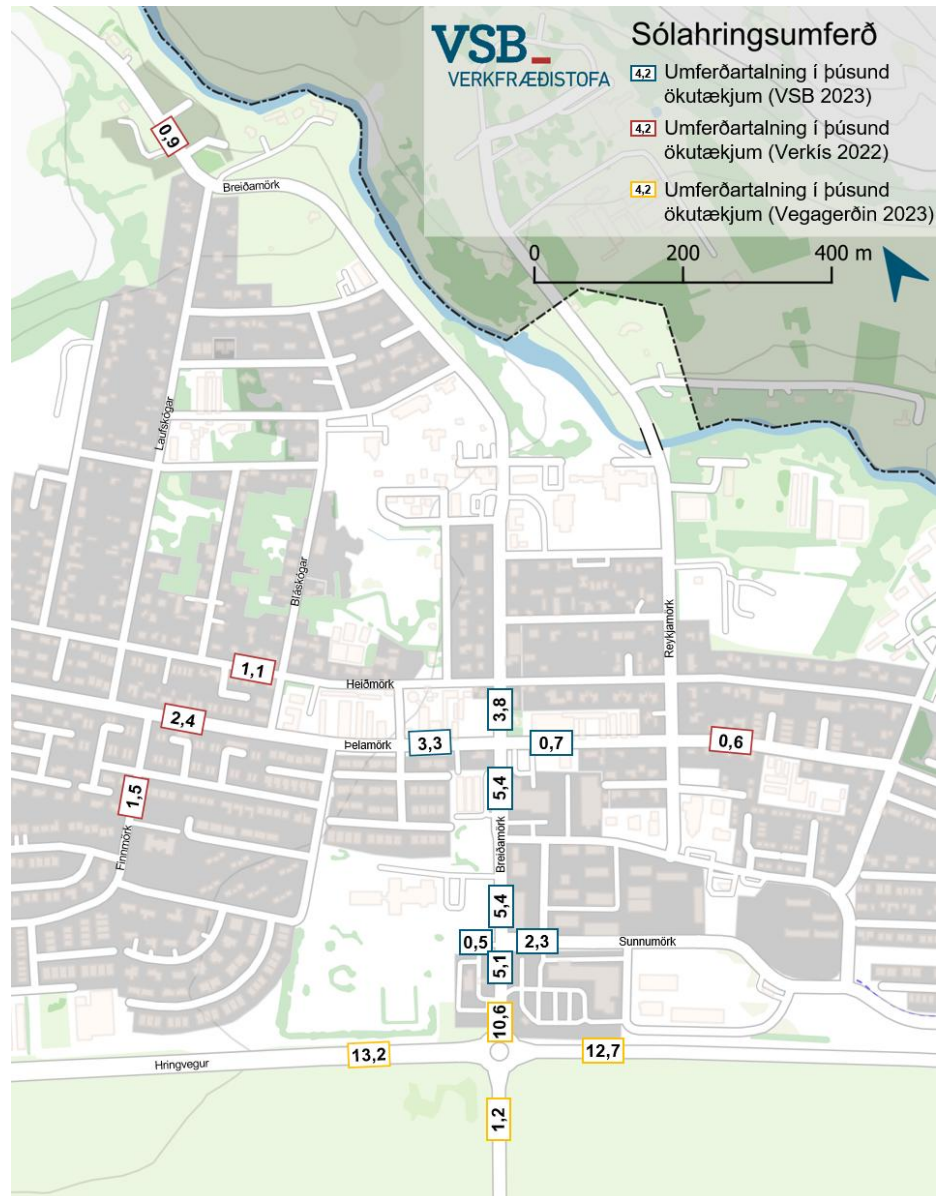 VSB
VERKFRÆÐISTOFA
Sólahringsumferð
4,2 Umferðartalning í þúsund
ökutækjum (VSB 2023)
4,2 Umferðartalning í þúsund
ökutækjum (Verkís 2022)
4,2 Umferðartalning í þúsund
ökutækjum (Vegagerðin 2023)
0 200 400 m
0,9
Breiðamörk
Laufskógar
Bláskógar
Reykjamörk
1,1
Heiðmörk
2,4
3,8
Þelamörk
3,3
0,7
0,6
1,5
5,4
Finnmörk
Breiðamörk
5,4
0,5
2,3
Sunnumörk
5,1
10,6
Hringvegur
13,2
12,7
1,2